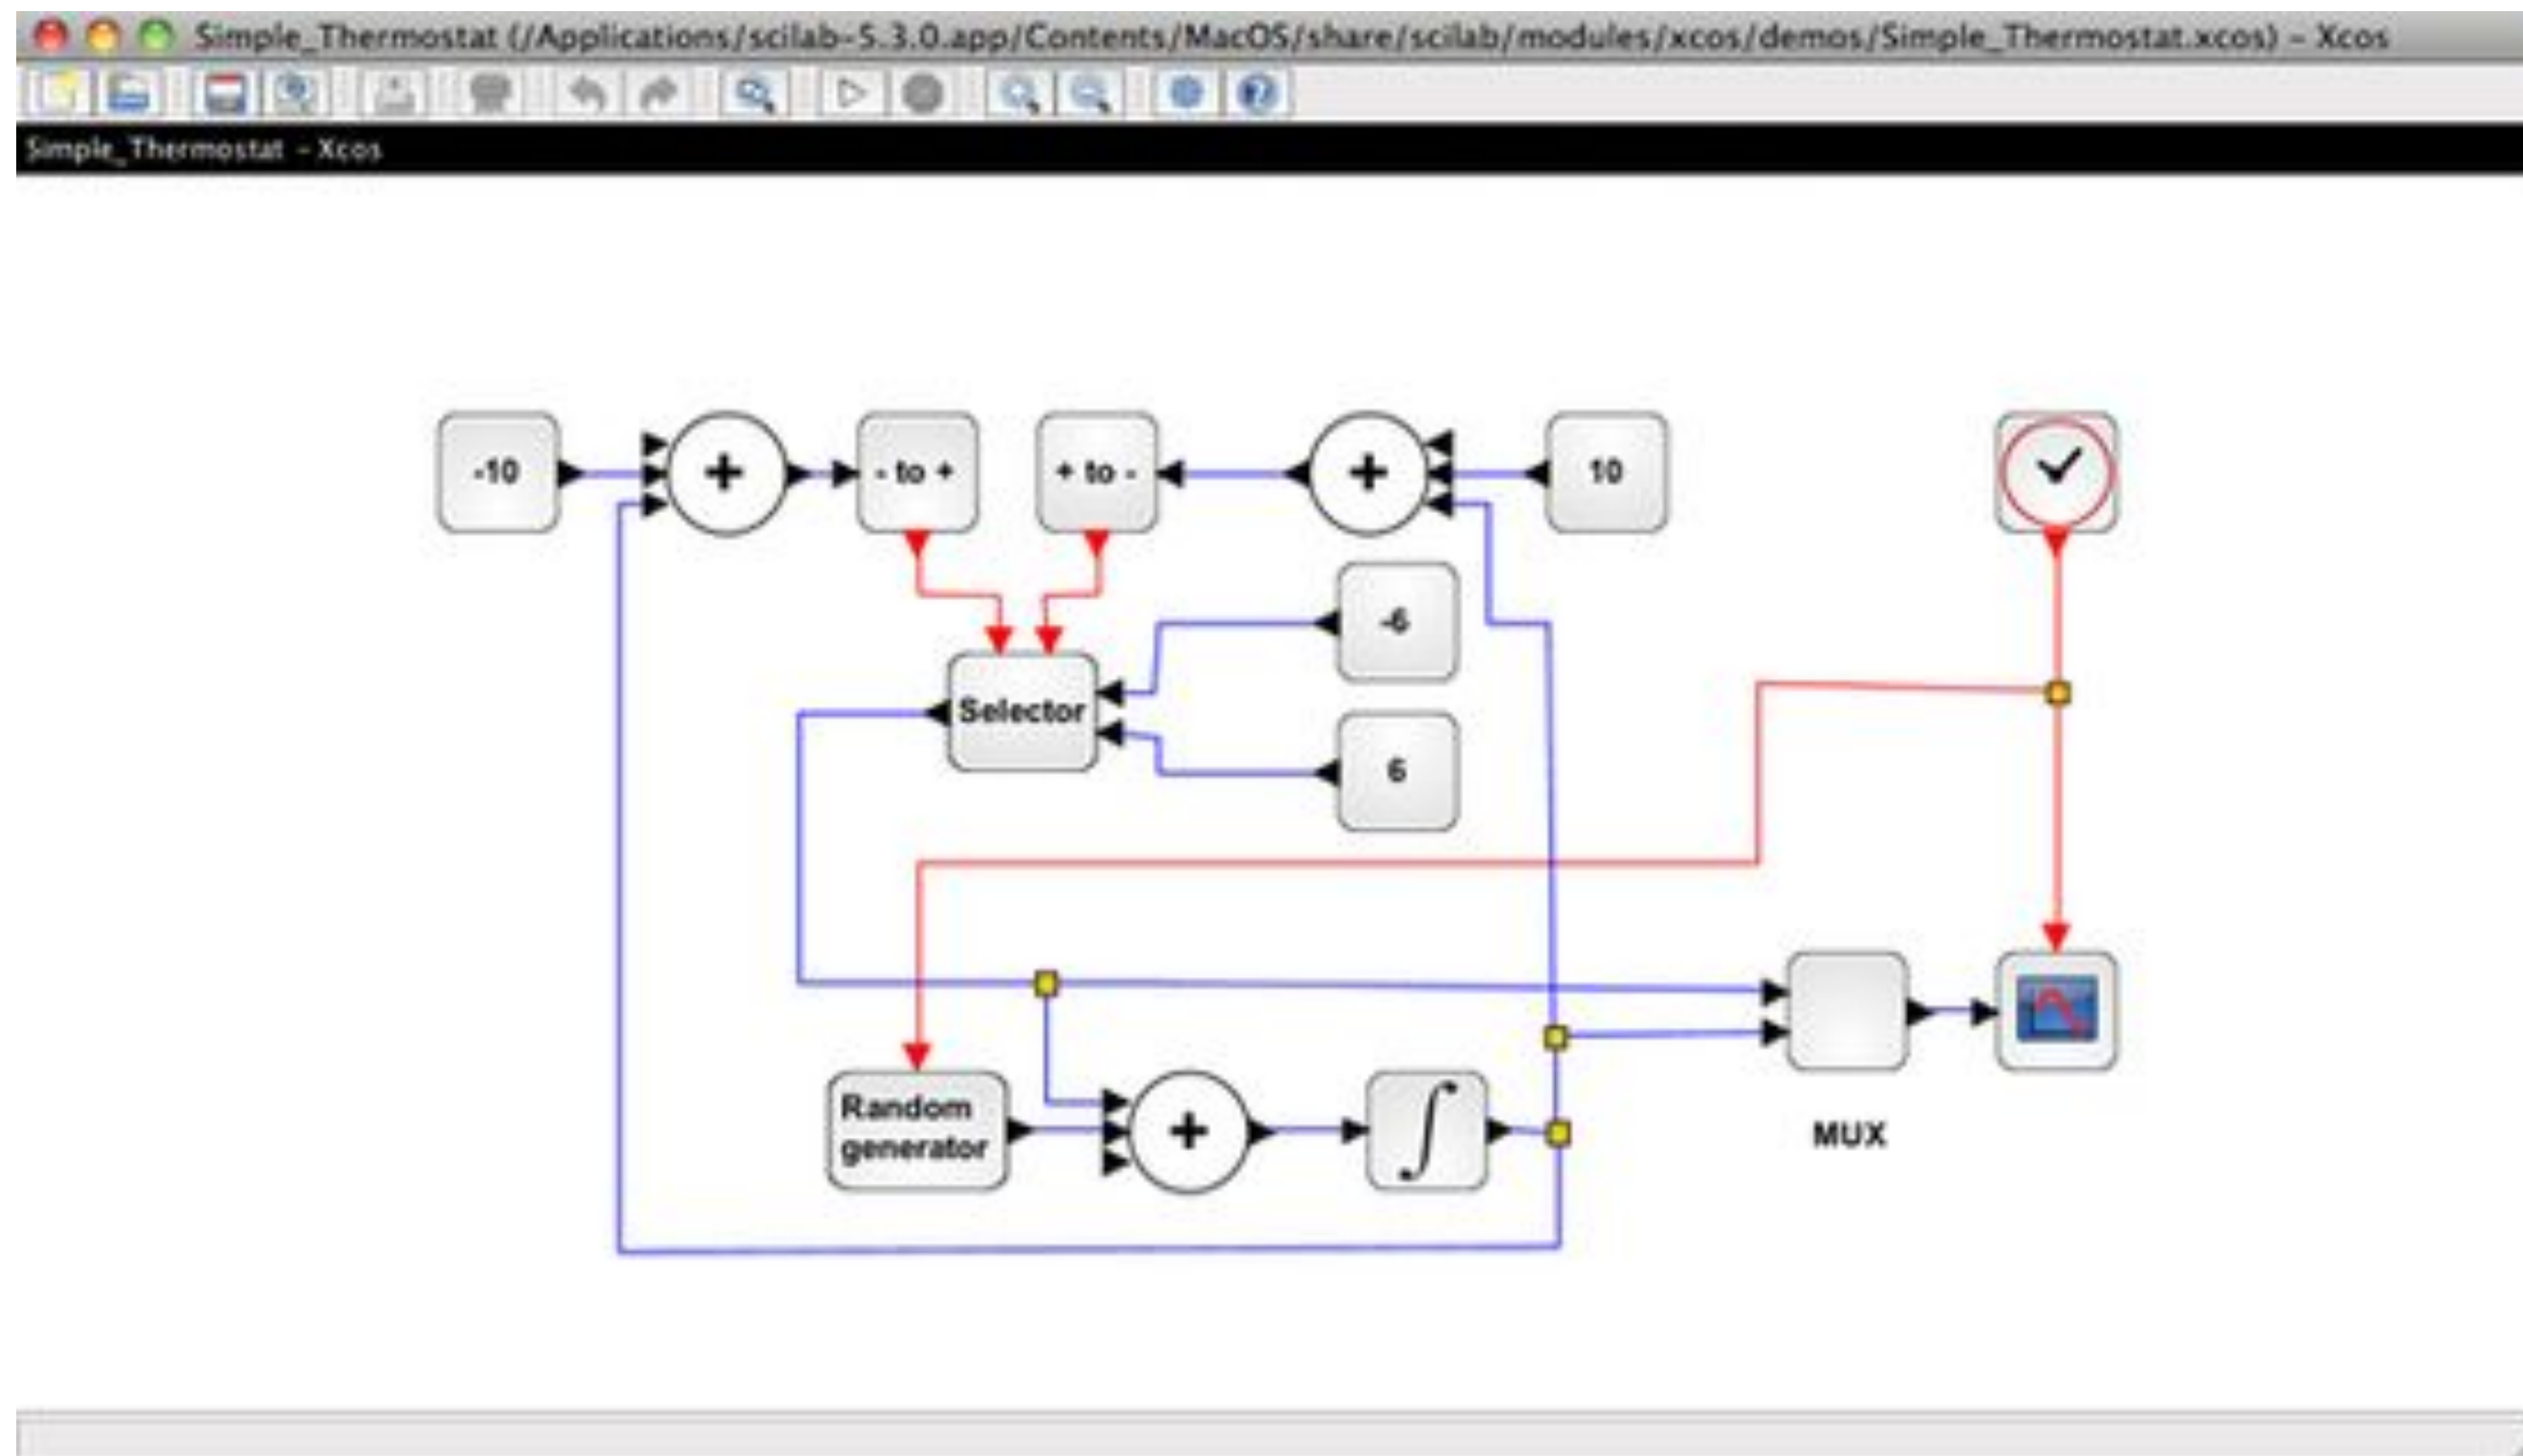 Simple_Thermostat (/Applications/scilab-5.3.0.app/Contents/MacOS/share/scilab/modules/xcos/demos/Simple_Thermostat.xcos) - Xcos
Simple_Thermostat - Xcos
-10
+
- to +
+ to -
+
10
-6
Selector
6
Random
generator
+
∫
MUX